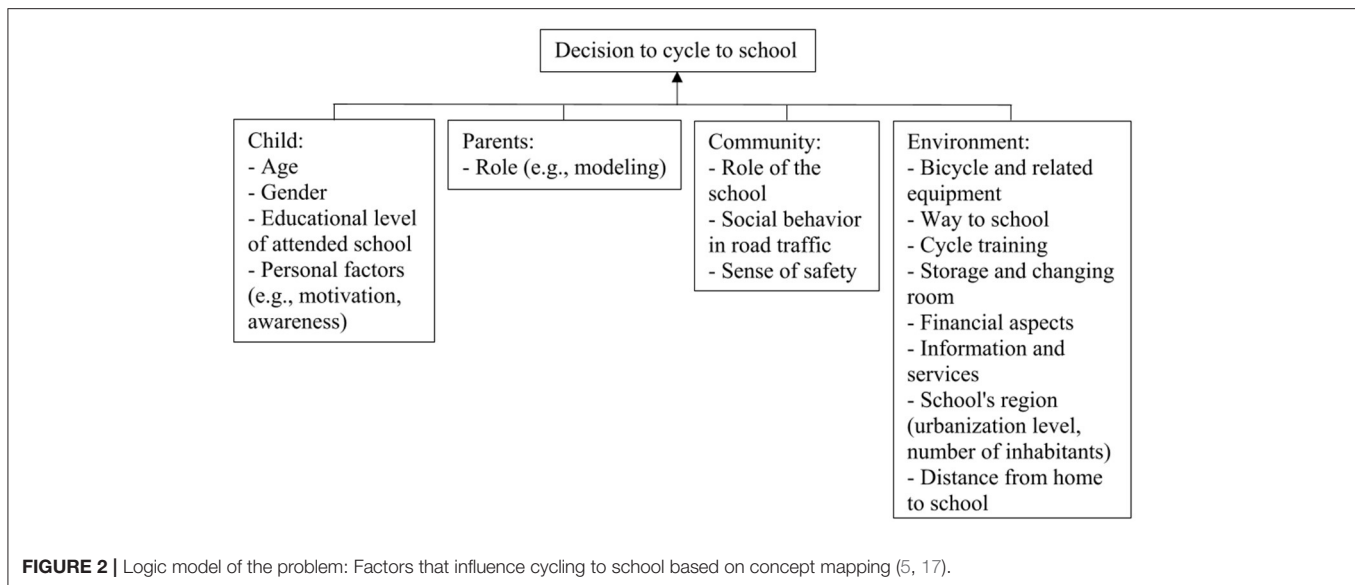 Decision to cycle to school
Child:
- Age
- Gender
- Educational level
of attended school
- Personal factors
(e.g., motivation,
awareness)
Parents:
- Role (e.g., modeling)
Community:
- Role of the
school
- Social behavior
in road traffic
- Sense of safety
Environment:
- Bicycle and related
equipment
- Way to school
- Cycle training
- Storage and changing
room
- Financial aspects
- Information and
services
- School's region
(urbanization level,
number of inhabitants)
- Distance from home
to school
FIGURE 2 | Logic model of the problem: Factors that influence cycling to school based on concept mapping (5, 17).